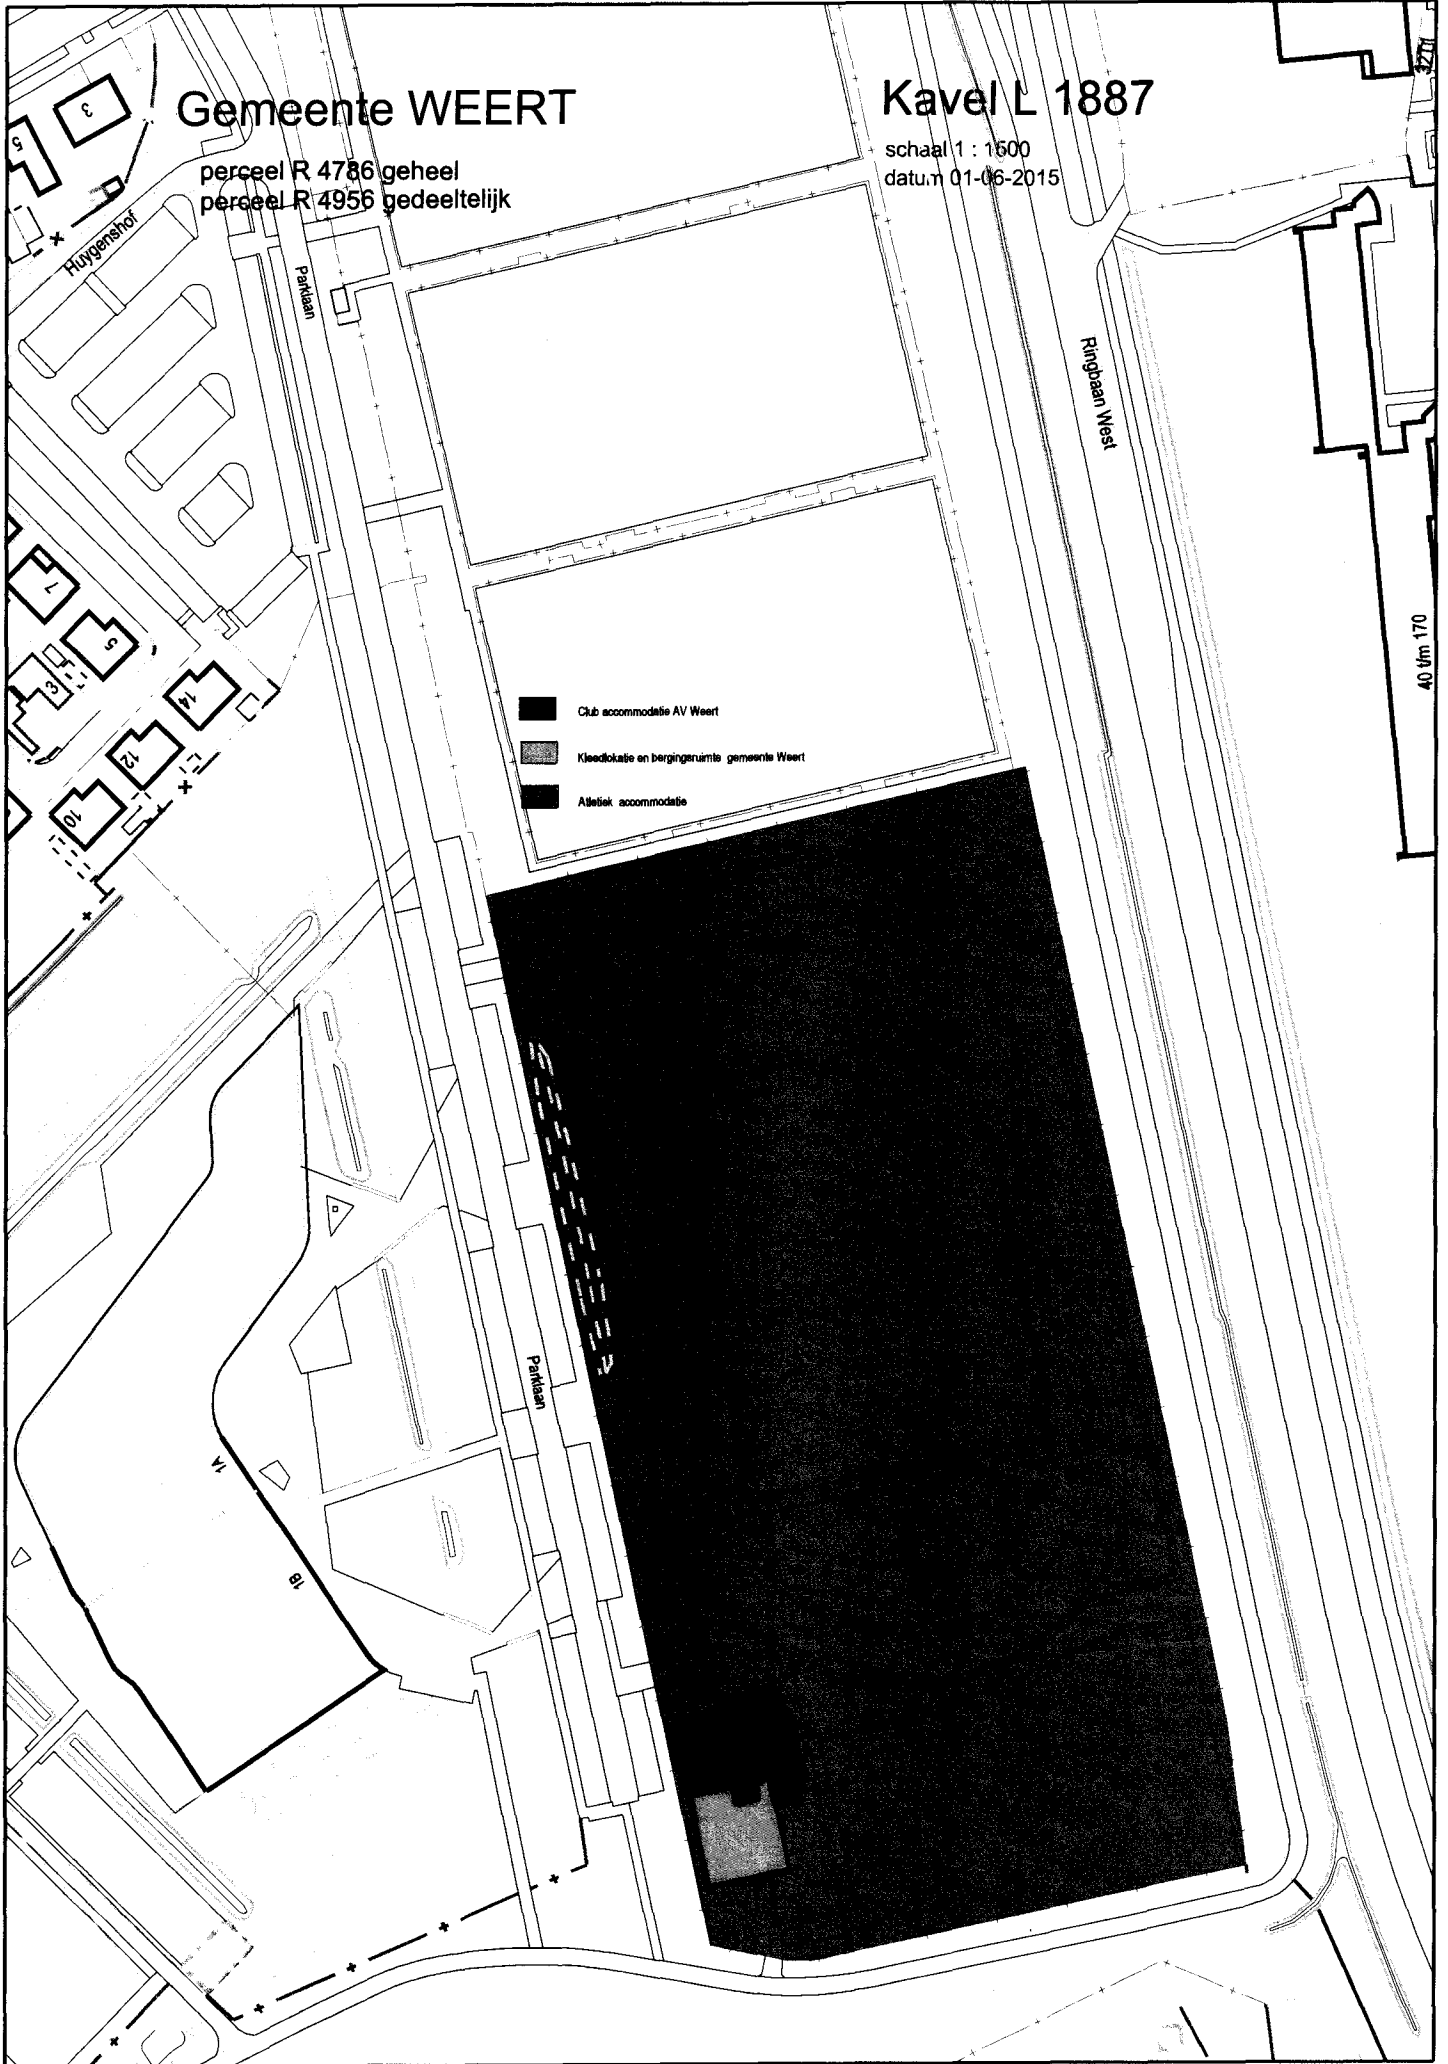 Gemeente WEERT
perceel R 4786 geheel
perceel R 4956 gedeeltelijk
Kavel L 1887
schaal 1 : 1500
datum 01-06-2015
3
5
Huygenshof
Parklaan
Ringbaan West
40 t/m 170
7
5
3
14
12
10
Club accommodatie AV Weert
Kleedlokatie en bergingsruimte gemeente Weert
Atletiek accommodatie
Parklaan
1A
1B